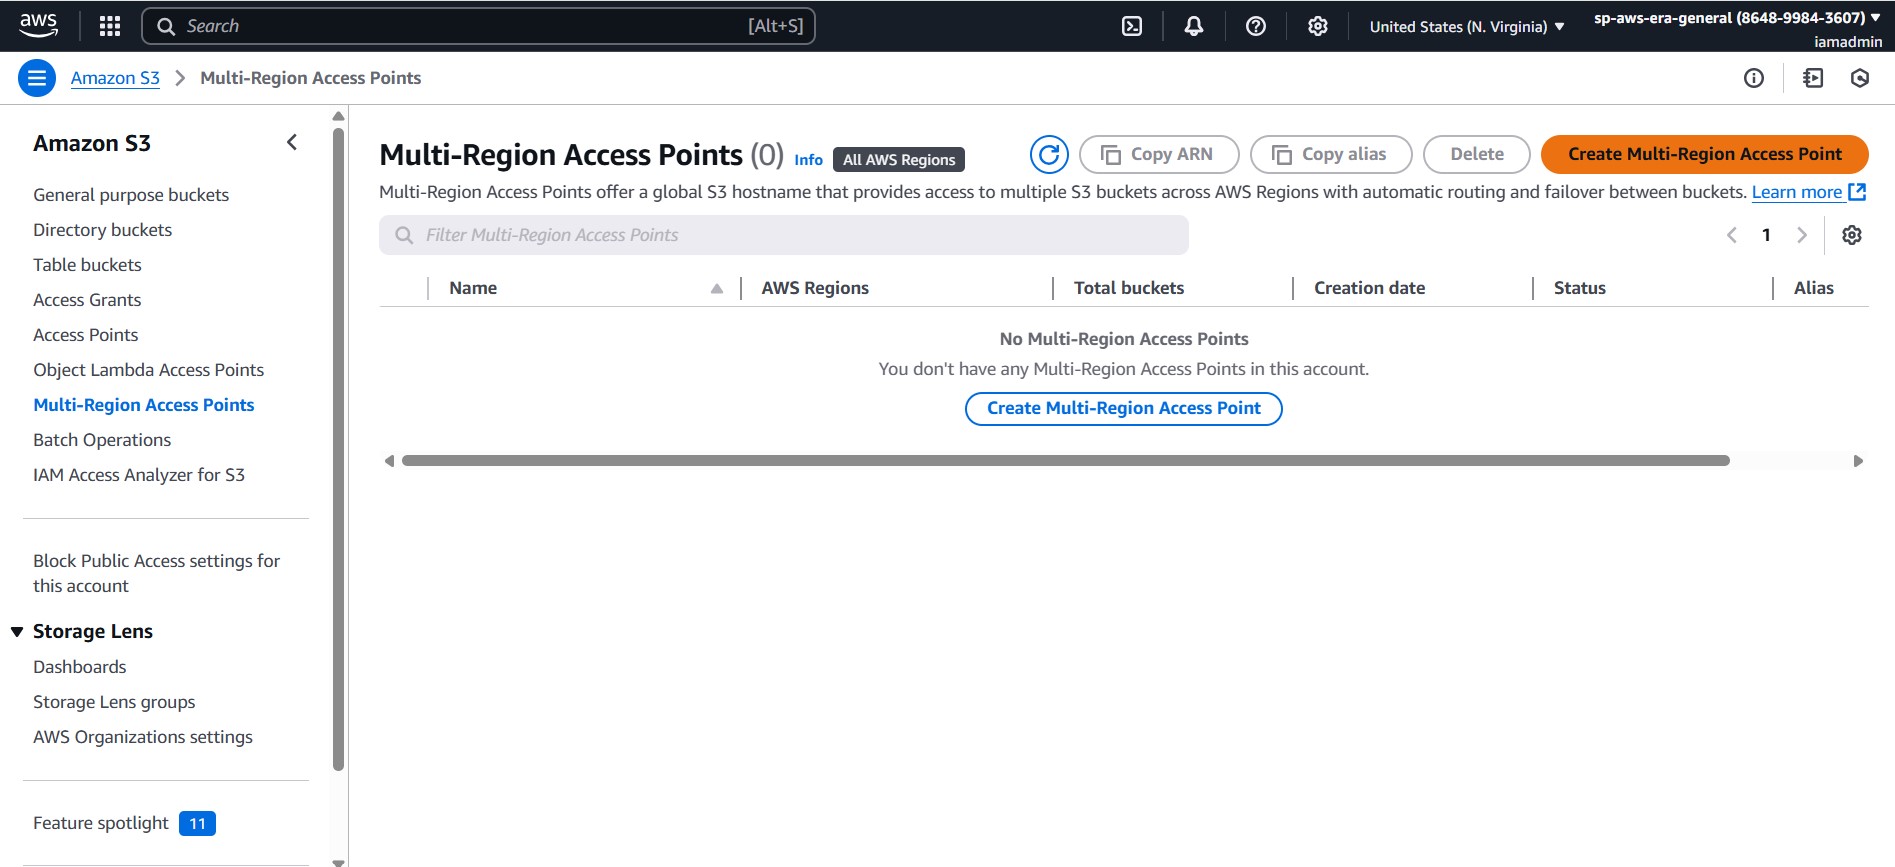 aws
Search [Alt+S]
United States (N. Virginia)
sp-aws-era-general (8648-9984-3607)
iamadmin
Amazon S3
Multi-Region Access Points
Amazon S3
General purpose buckets
Directory buckets
Table buckets
Access Grants
Access Points
Object Lambda Access Points
Multi-Region Access Points
Batch Operations
IAM Access Analyzer for S3
Block Public Access settings for
this account
Storage Lens
Dashboards
Storage Lens groups
AWS Organizations settings
Feature spotlight 11
Multi-Region Access Points (0) Info All AWS Regions
Copy ARN Copy alias Delete Create Multi-Region Access Point
Multi-Region Access Points offer a global S3 hostname that provides access to multiple S3 buckets across AWS Regions with automatic routing and failover between buckets. Learn more
Filter Multi-Region Access Points
1
Name AWS Regions Total buckets Creation date Status Alias
No Multi-Region Access Points
You don't have any Multi-Region Access Points in this account.
Create Multi-Region Access Point